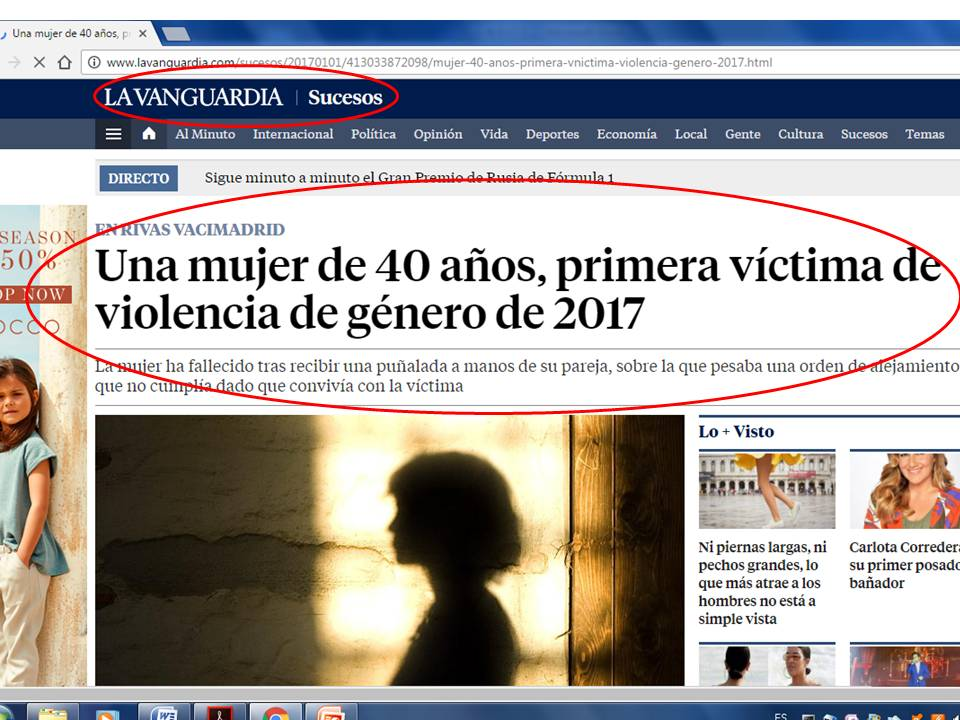 Una mujer de 40 años, p
www.lavanguardia.com/sucesos/20170101/413033872098/mujer-40-anos-primera-vnictima-violencia-genero-2017.html
LA VANGUARDIA | Sucesos
Al Minuto Internacional Política Opinión Vida Deportes Economía Local Gente Cultura Sucesos Temas
DIRECTO Sigue minuto a minuto el Gran Premio de Rusia de Fórmula 1
SEASON
50%
OP NOW
OCCO
EN RIVAS VACIMADRID
Una mujer de 40 años, primera víctima de
violencia de género de 2017
La mujer ha fallecido tras recibir una puñalada a manos de su pareja, sobre la que pesaba una orden de alejamiento
que no cumplía dado que convivía con la víctima
Lo + Visto
Ni piernas largas, ni
pechos grandes, lo
que más atrae a los
hombres no está a
simple vista
Carlota Correder
su primer posado
bañador
ES